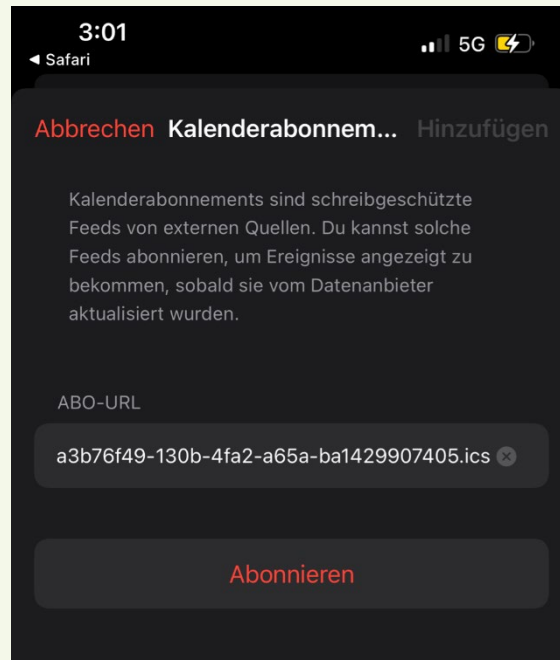 3:01
5G
◀ Safari
Abbrechen Kalenderabonnem... Hinzufügen
Kalenderabonnements sind schreibgeschützte
Feeds von externen Quellen. Du kannst solche
Feeds abonnieren, um Ereignisse angezeigt zu
bekommen, sobald sie vom Datenanbieter
aktualisiert wurden.
ABO-URL
a3b76f49-130b-4fa2-a65a-ba1429907405.ics
Abonnieren